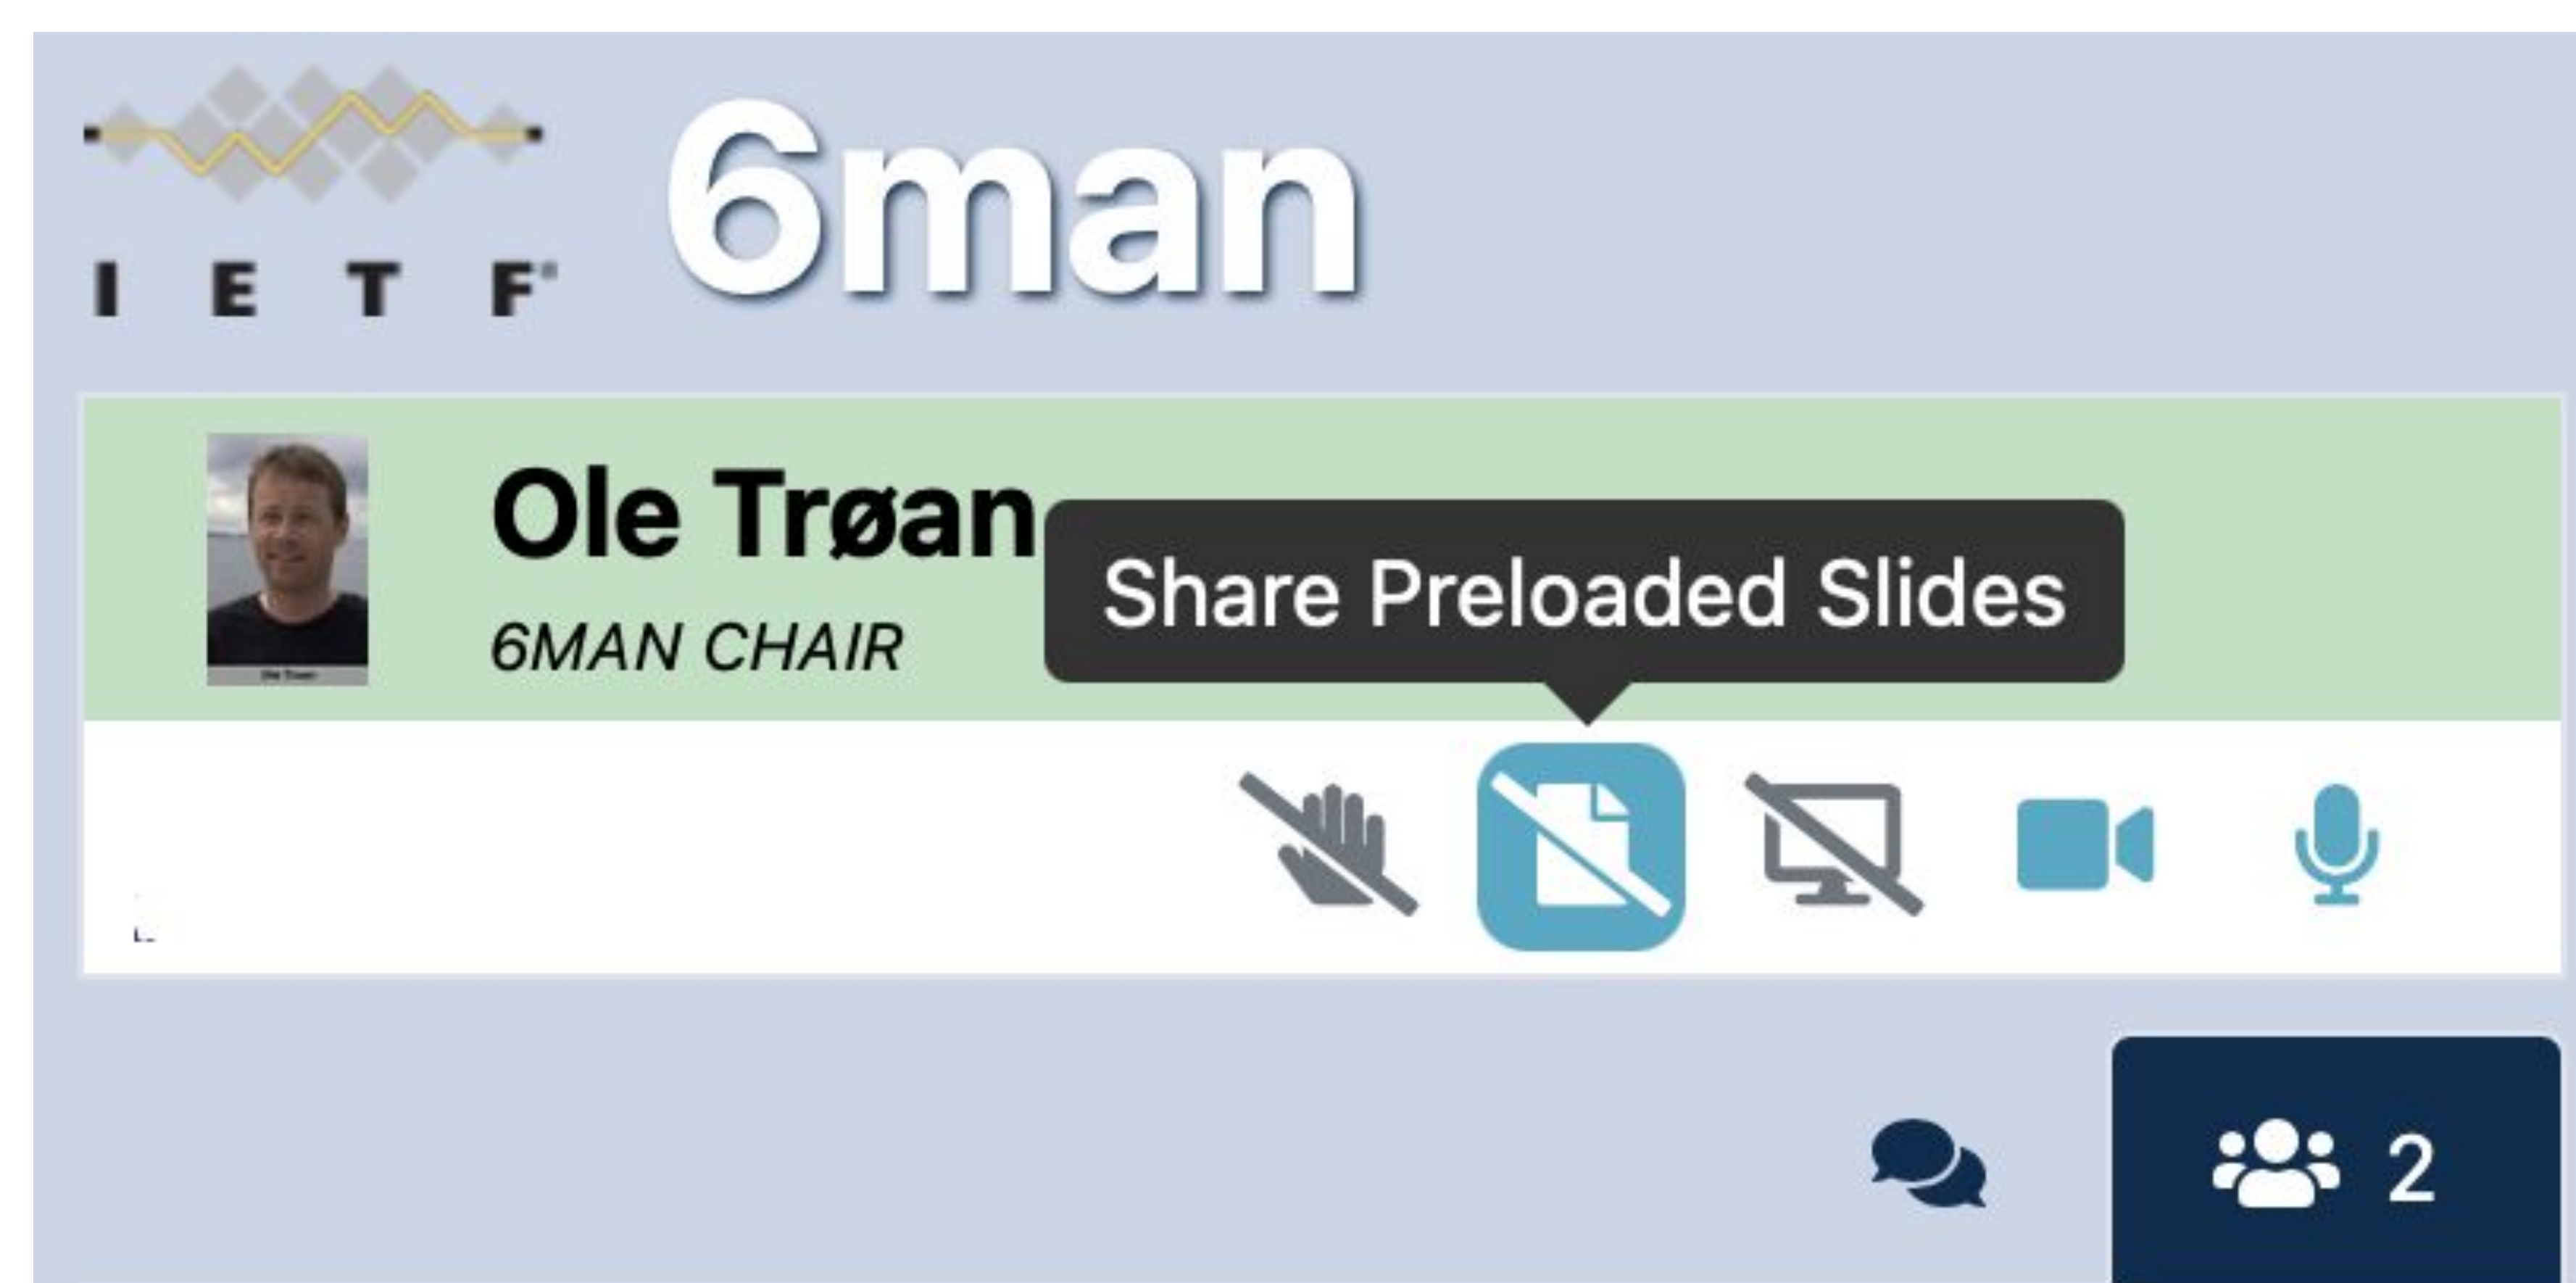 I E T F
6man
Ole Trøan
6MAN CHAIR
Share Preloaded Slides
2